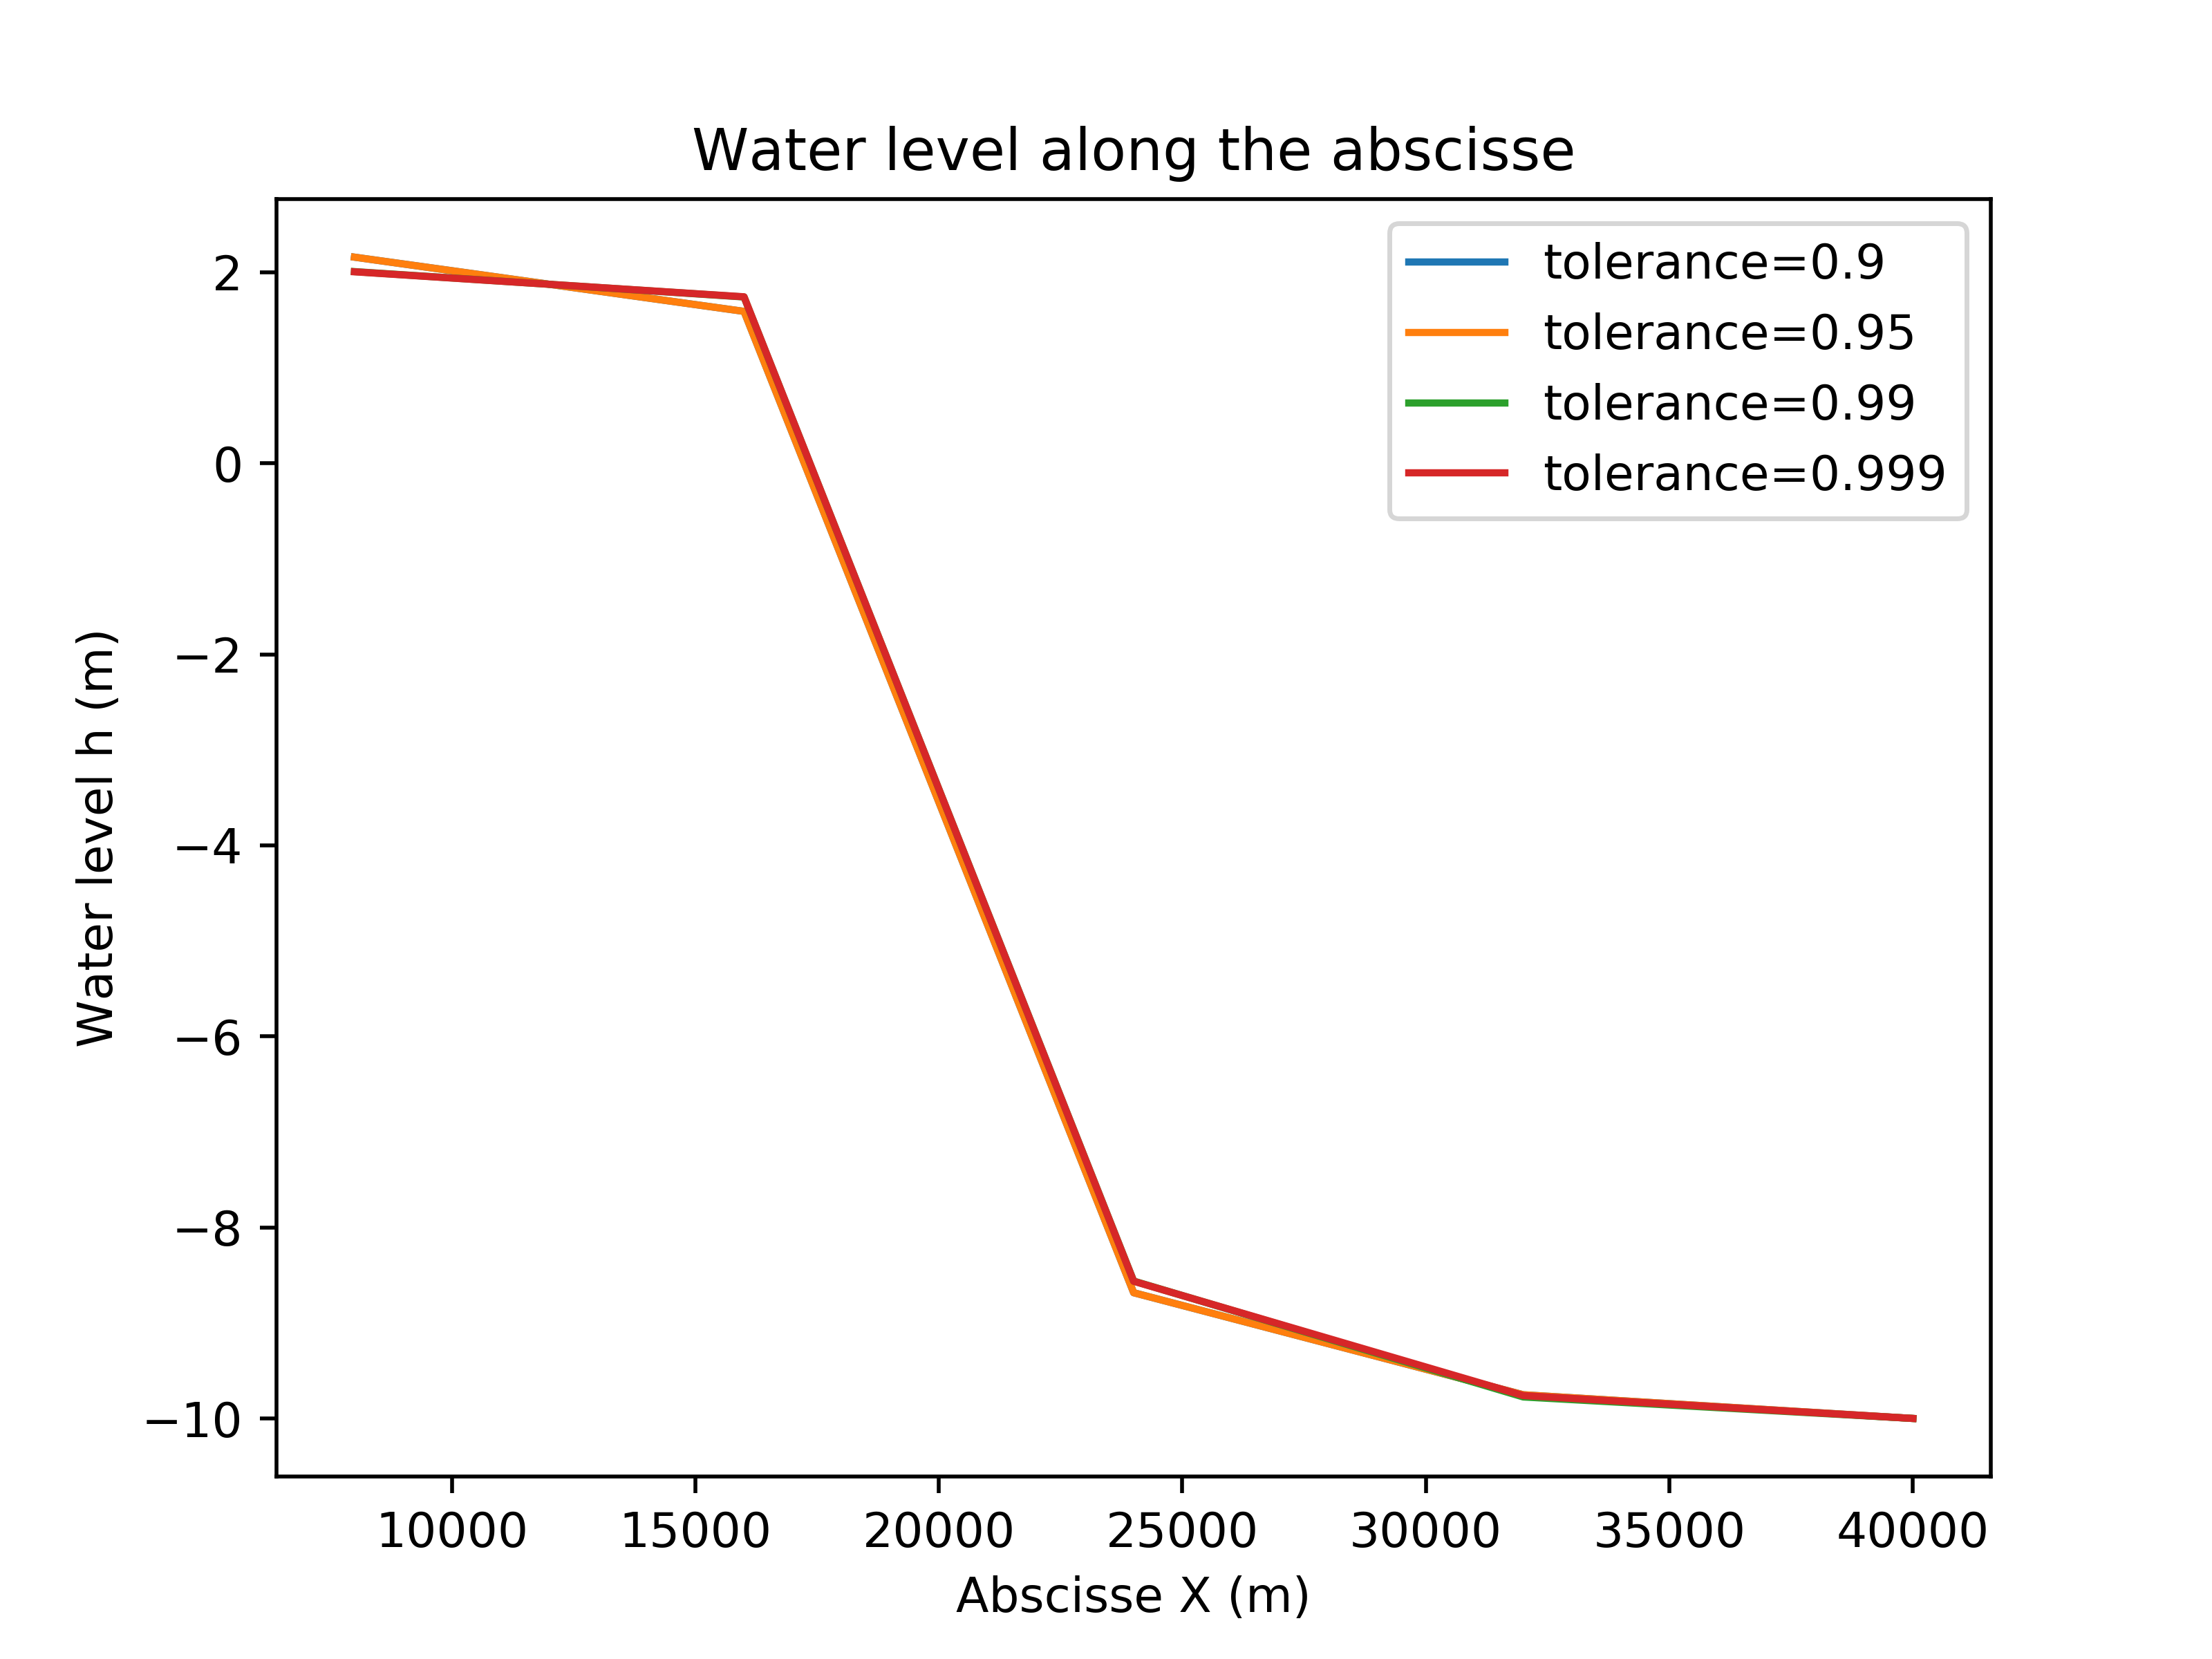 Water level along the abscisse
tolerance=0.9
tolerance=0.95
tolerance=0.99
tolerance=0.999
2
0
−2
−4
−6
−8
−10
Water level h (m)
10000 15000 20000 25000 30000 35000 40000
Abscisse X (m)